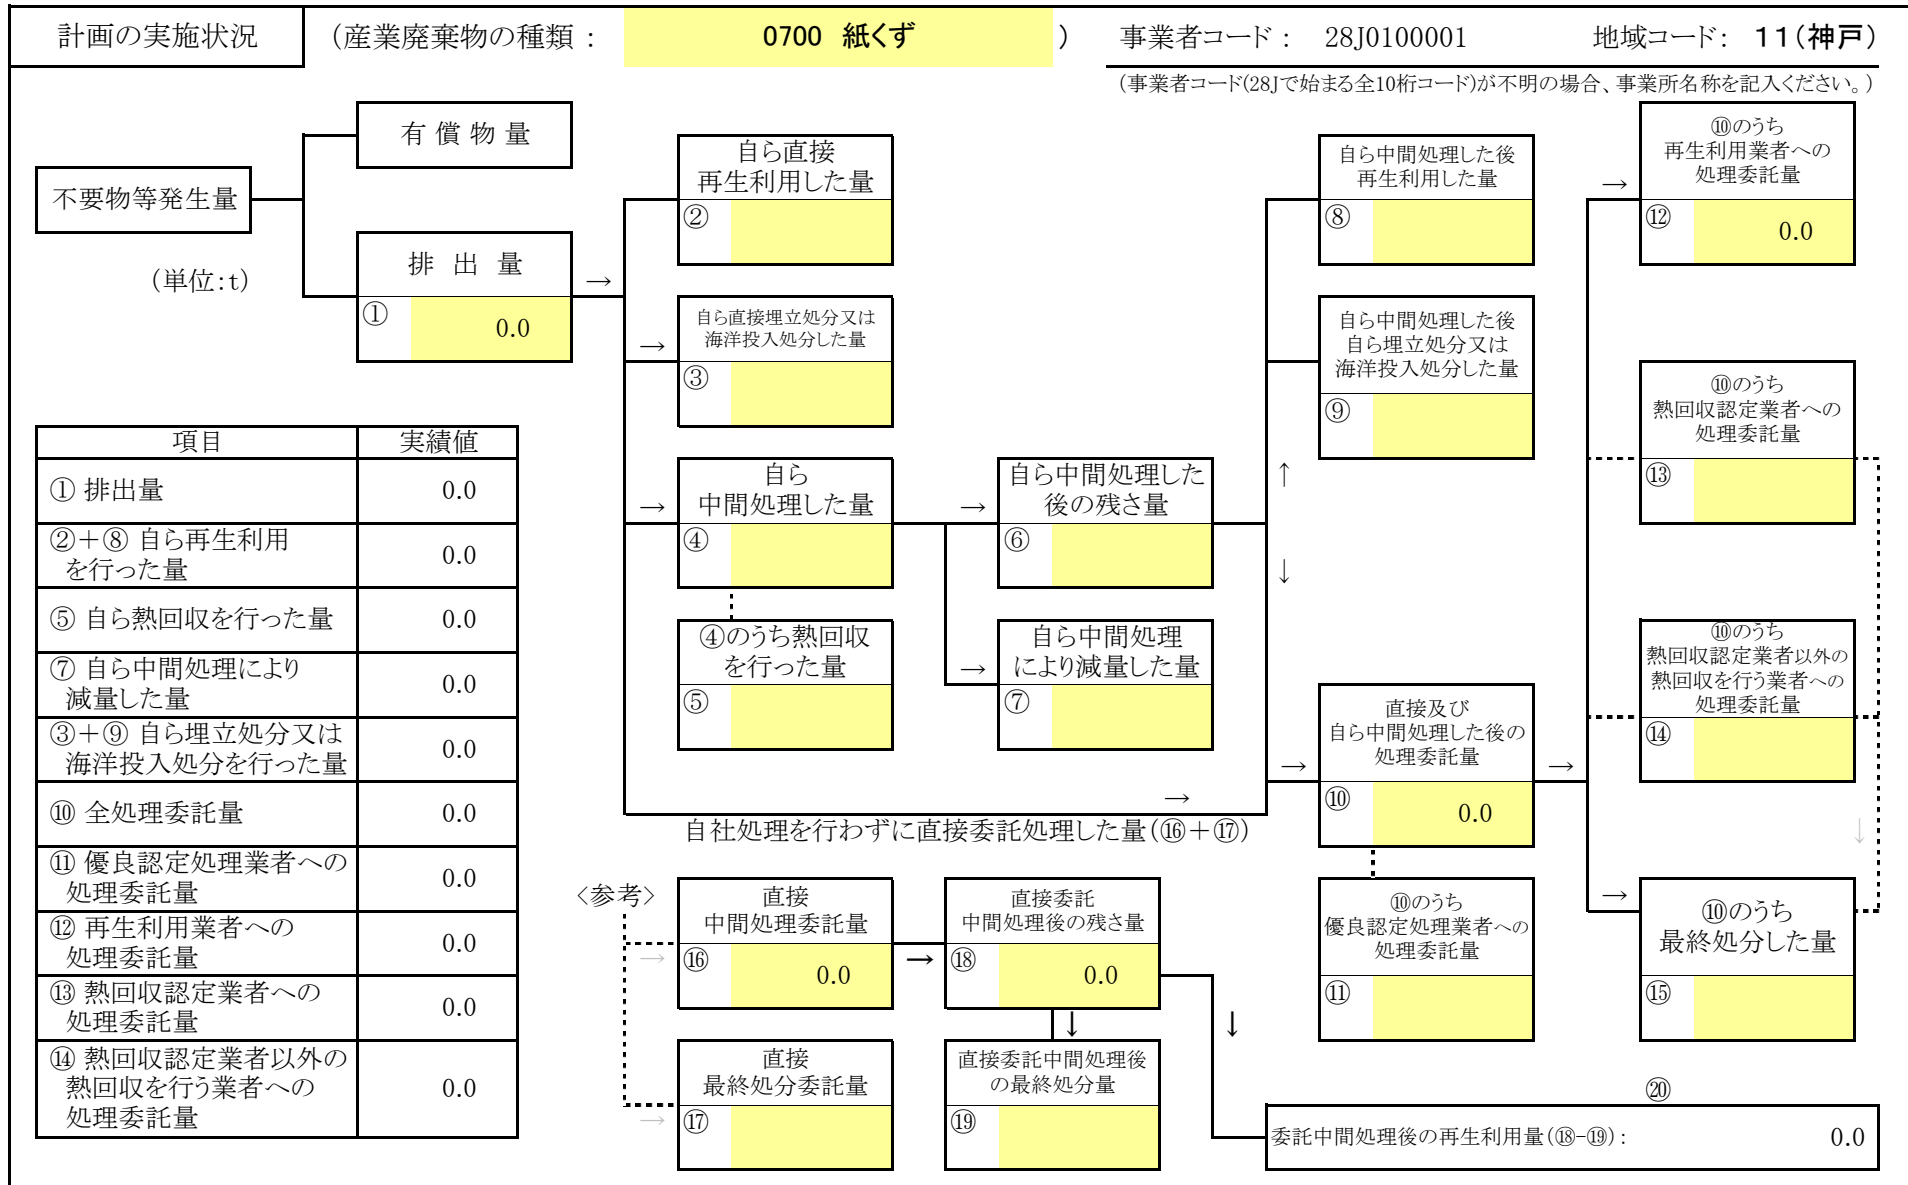 計画の実施状況 (産業廃棄物の種類： 0700 紙くず ) 事業者コード： 28J0100001 地域コード： 11(神戸)
(事業者コード(28Jで始まる全10桁コード)が不明の場合、事業所名称を記入ください。)
不要物等発生量
(単位:t)
有 償 物 量
排 出 量
① 0.0
→
自ら直接
再生利用した量
②
→
自ら直接埋立処分又は
海洋投入処分した量
③
→
自ら
中間処理した量
④
④のうち熱回収
を行った量
⑤
→
自ら中間処理した
後の残さ量
⑥
→
自ら中間処理
により減量した量
⑦
↑
↓
自ら中間処理した後
再生利用した量
⑧
自ら中間処理した後
自ら埋立処分又は
海洋投入処分した量
⑨
→
直接及び
自ら中間処理した後の
処理委託量
⑩ 0.0
→
自社処理を行わずに直接委託処理した量(⑯＋⑰)
⑩のうち
優良認定処理業者への
処理委託量
⑪
→
→
⑩のうち
再生利用業者への
処理委託量
⑫ 0.0
⑩のうち
熱回収認定業者への
処理委託量
⑬
⑩のうち
熱回収認定業者以外の
熱回収を行う業者への
処理委託量
⑭
↓
→
⑩のうち
最終処分した量
⑮
項目 実績値
① 排出量 0.0
②＋⑧ 自ら再生利用
を行った量 0.0
⑤ 自ら熱回収を行った量 0.0
⑦ 自ら中間処理により
減量した量 0.0
③＋⑨ 自ら埋立処分又は
海洋投入処分を行った量 0.0
⑩ 全処理委託量 0.0
⑪ 優良認定処理業者への
処理委託量 0.0
⑫ 再生利用業者への
処理委託量 0.0
⑬ 熱回収認定業者への
処理委託量 0.0
⑭ 熱回収認定業者以外の
熱回収を行う業者への
処理委託量 0.0
〈参考〉
→
直接
中間処理委託量
⑯ 0.0
→
直接委託
中間処理後の残さ量
⑱ 0.0
↓
↓
→
直接
最終処分委託量
⑰
直接委託中間処理後
の最終処分量
⑲
⑳
委託中間処理後の再生利用量(⑱-⑲)： 0.0